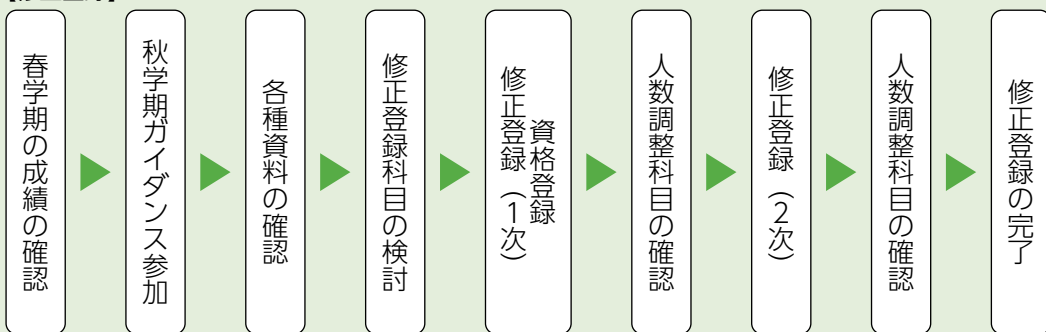 春学期の成績の確認
秋学期ガイダンス参加
各種資料の確認
修正登録科目の検討
資格登録
修正登録（1次）
人数調整科目の確認
修正登録（2次）
人数調整科目の確認
修正登録の完了